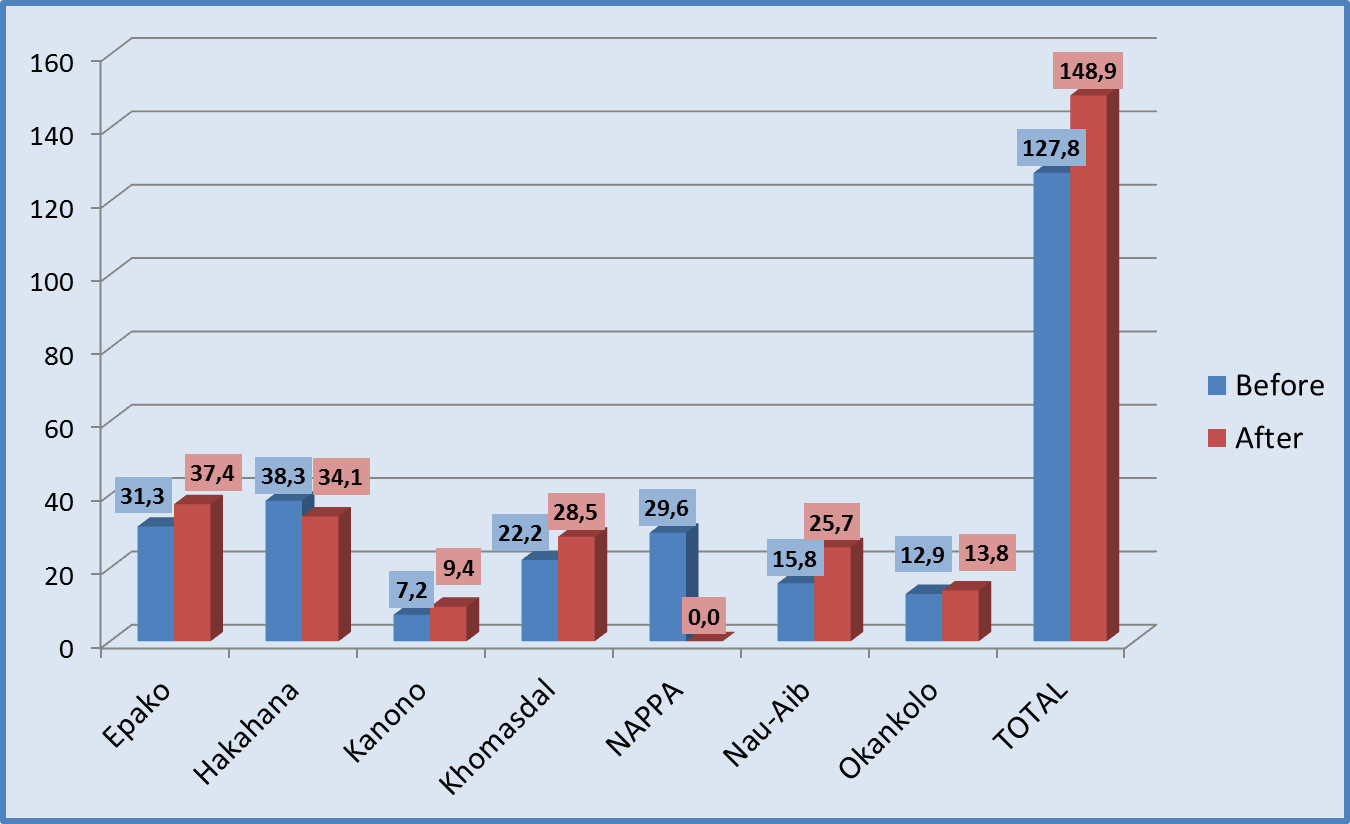 160
140
120
100
80
60
40
20
0
31,3
37,4
38,3
34,1
7,2
9,4
22,2
28,5
29,6
0,0
15,8
25,7
12,9
13,8
127,8
148,9
Epako
Hakahana
Kanono
Khomasdal
NAPPA
Nau-Aib
Okankolo
TOTAL
Before
After